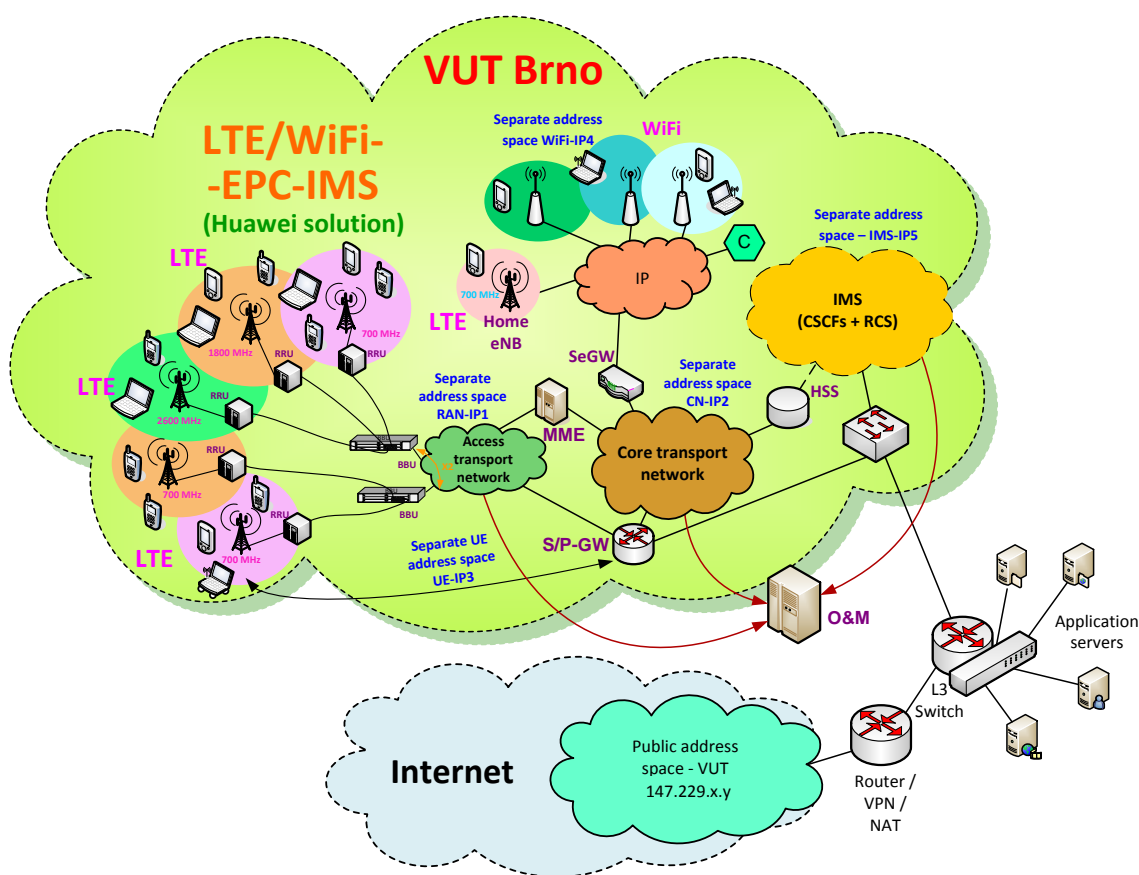 VUT Brno
LTE/WiFi-
-EPC-IMS
(Huawei solution)
Separate address
space WiFi-IP4
WiFi
C
IP
Separate address
space – IMS-IP5
IMS
(CSCFs + RCS)
LTE
1800 MHz
RRU
700 MHz
RRU
LTE
2600 MHz
RRU
700 MHz
RRU
LTE
700 MHz
RRU
700 MHz
LTE
Home
eNB
SeGW
Separate
address space
RAN-IP1
MME
Separate
address space
CN-IP2
HSS
BBU
BBU
Access
transport
network
Core transport
network
S/P-GW
Separate UE
address space
UE-IP3
O&M
Application
servers
L3
Switch
Internet
Public address
space - VUT
147.229.x.y
Router /
VPN /
NAT